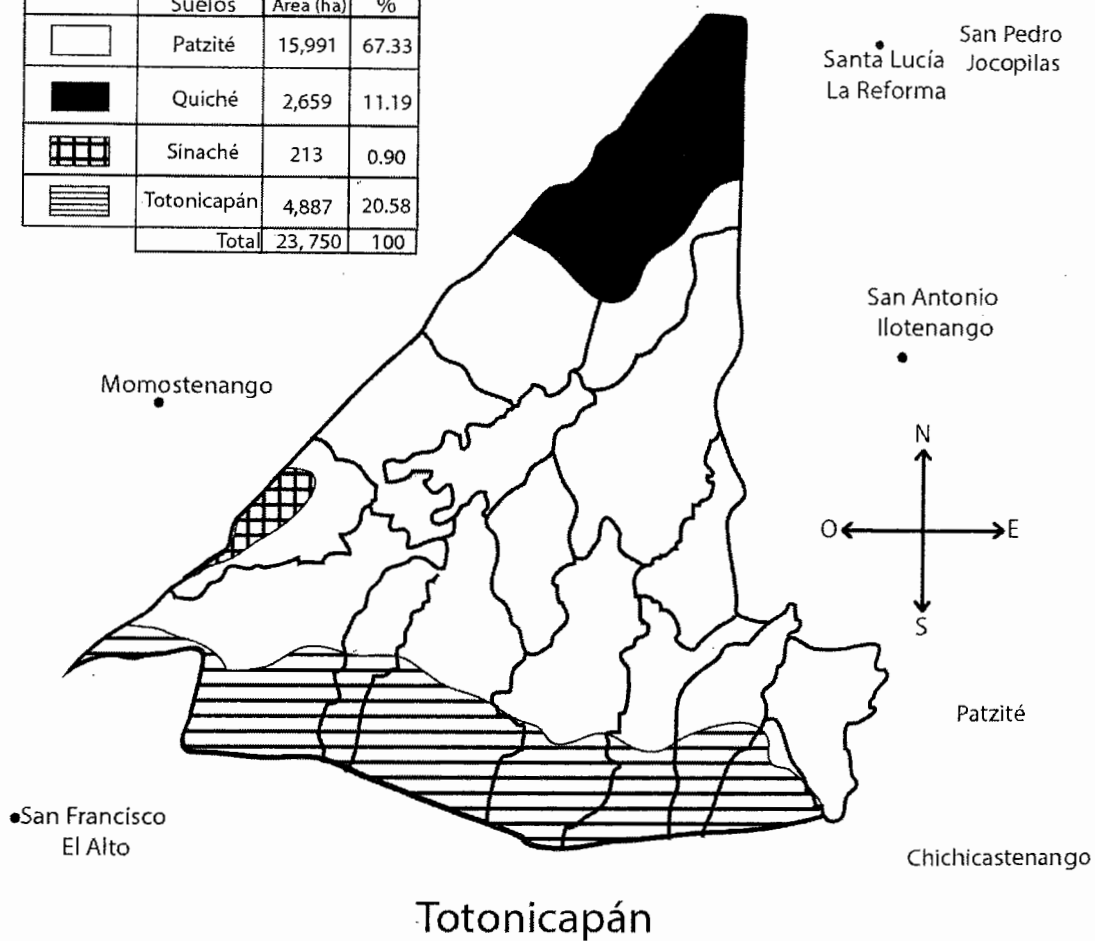 Suelos Área (ha) %
Patzité 15,991 67.33
Quiché 2,659 11.19
Sinaché 213 0.90
Totonicapán 4,887 20.58
Total 23,750 100
San Pedro
Jocopilas
Santa Lucía
La Reforma
San Antonio
Ilotenango
Momostenango
N
O E
S
Patzité
San Francisco
El Alto
Chichicastenango
Totonicapán